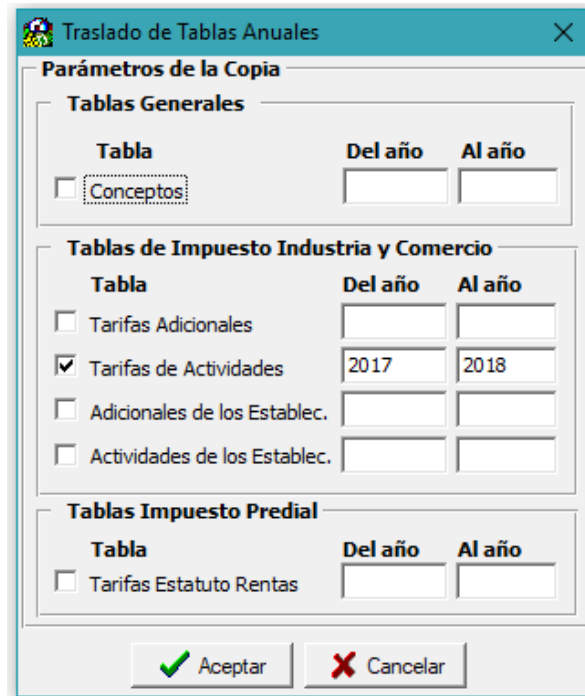 Traslado de Tablas Anuales
Parámetros de la Copia
Tablas Generales
Tabla Del año Al año
Conceptos
Tablas de Impuesto Industria y Comercio
Tabla Del año Al año
Tarifas Adicionales
Tarifas de Actividades 2017 2018
Adicionales de los Establec.
Actividades de los Establec.
Tablas Impuesto Predial
Tabla Del año Al año
Tarifas Estatuto Rentas
Aceptar Cancelar